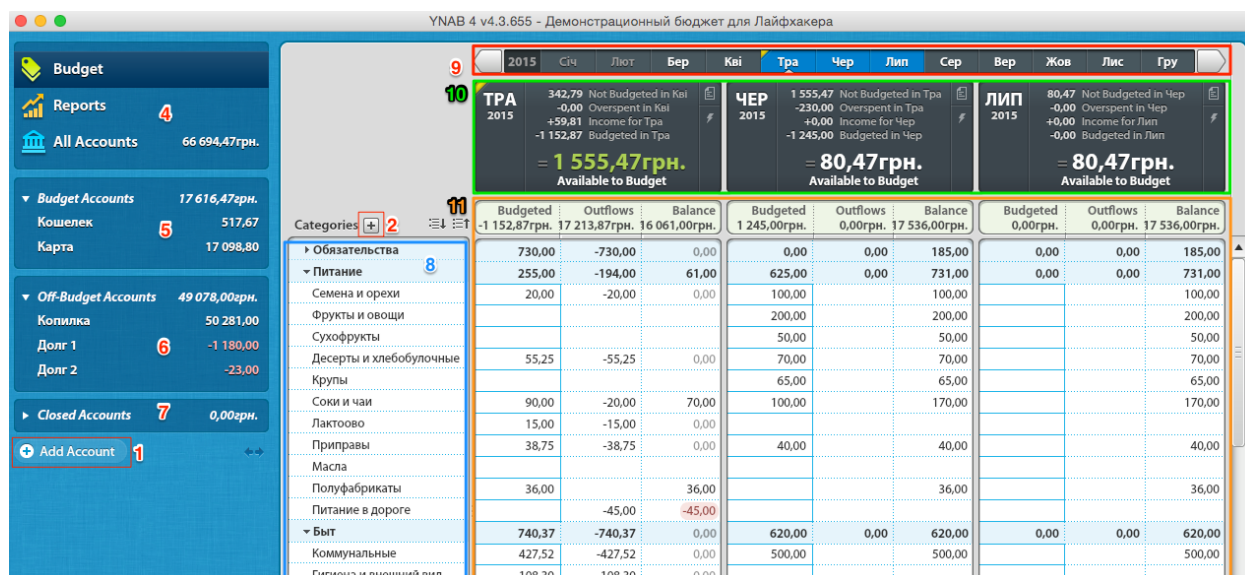 YNAB 4 v4.3.655 - Демонстрационный бюджет для Лайфхакера
Budget
Reports
4
All Accounts 66 694,47грн.
Budget Accounts 17 616,47грн.
Кошелек 517,67
5
Карта 17 098,80
Off-Budget Accounts 49 078,00грн.
Копилка 50 281,00
Долг 1 6 -1 180,00
Долг 2 -23,00
Closed Accounts 7 0,00грн.
Add Account 1
9 2015 Січ Лют Бер Кві Тра Чер Лип Сер Вер Жов Лис Гру
10
ТРА
2015
342,79 Not Budgeted in Кві
-0,00 Overspent in Кві
+59,81 Income for Тра
-1 152,87 Budgeted in Тра
= 1 555,47грн.
Available to Budget
ЧЕР
2015
1 555,47 Not Budgeted in Тра
-230,00 Overspent in Тра
+0,00 Income for Чер
-1 245,00 Budgeted in Чер
= 80,47грн.
Available to Budget
ЛИП
2015
80,47 Not Budgeted in Чер
-0,00 Overspent in Чер
+0,00 Income for Лип
-0,00 Budgeted in Лип
= 80,47грн.
Available to Budget
11
Budgeted Outflows Balance Budgeted Outflows Balance Budgeted Outflows Balance
Categories + 2 -1 152,87грн. 17 213,87грн. 16 061,00грн. 1 245,00грн. 0,00грн. 17 536,00грн. 0,00грн. 0,00грн. 17 536,00грн.
Обязательства 730,00 -730,00 0,00 0,00 0,00 185,00 0,00 0,00 185,00
8
Питание 255,00 -194,00 61,00 625,00 0,00 731,00 0,00 0,00 731,00
Семена и орехи 20,00 -20,00 0,00 100,00 100,00 100,00
Фрукты и овощи 200,00 200,00 200,00
Сухофрукты 50,00 50,00 50,00
Десерты и хлебобулочные 55,25 -55,25 0,00 70,00 70,00 70,00
Крупы 65,00 65,00 65,00
Соки и чаи 90,00 -20,00 70,00 100,00 170,00 170,00
Лактоово 15,00 -15,00 0,00
Приправы 38,75 -38,75 0,00 40,00 40,00 40,00
Масла
Полуфабрикаты 36,00 36,00 36,00 36,00
Питание в дороге -45,00 -45,00
Быт 740,37 -740,37 0,00 620,00 0,00 620,00 0,00 0,00 620,00
Коммунальные 427,52 -427,52 0,00 500,00 500,00 500,00
Гигиена и внешний вид 108,30 -108,30 0,00